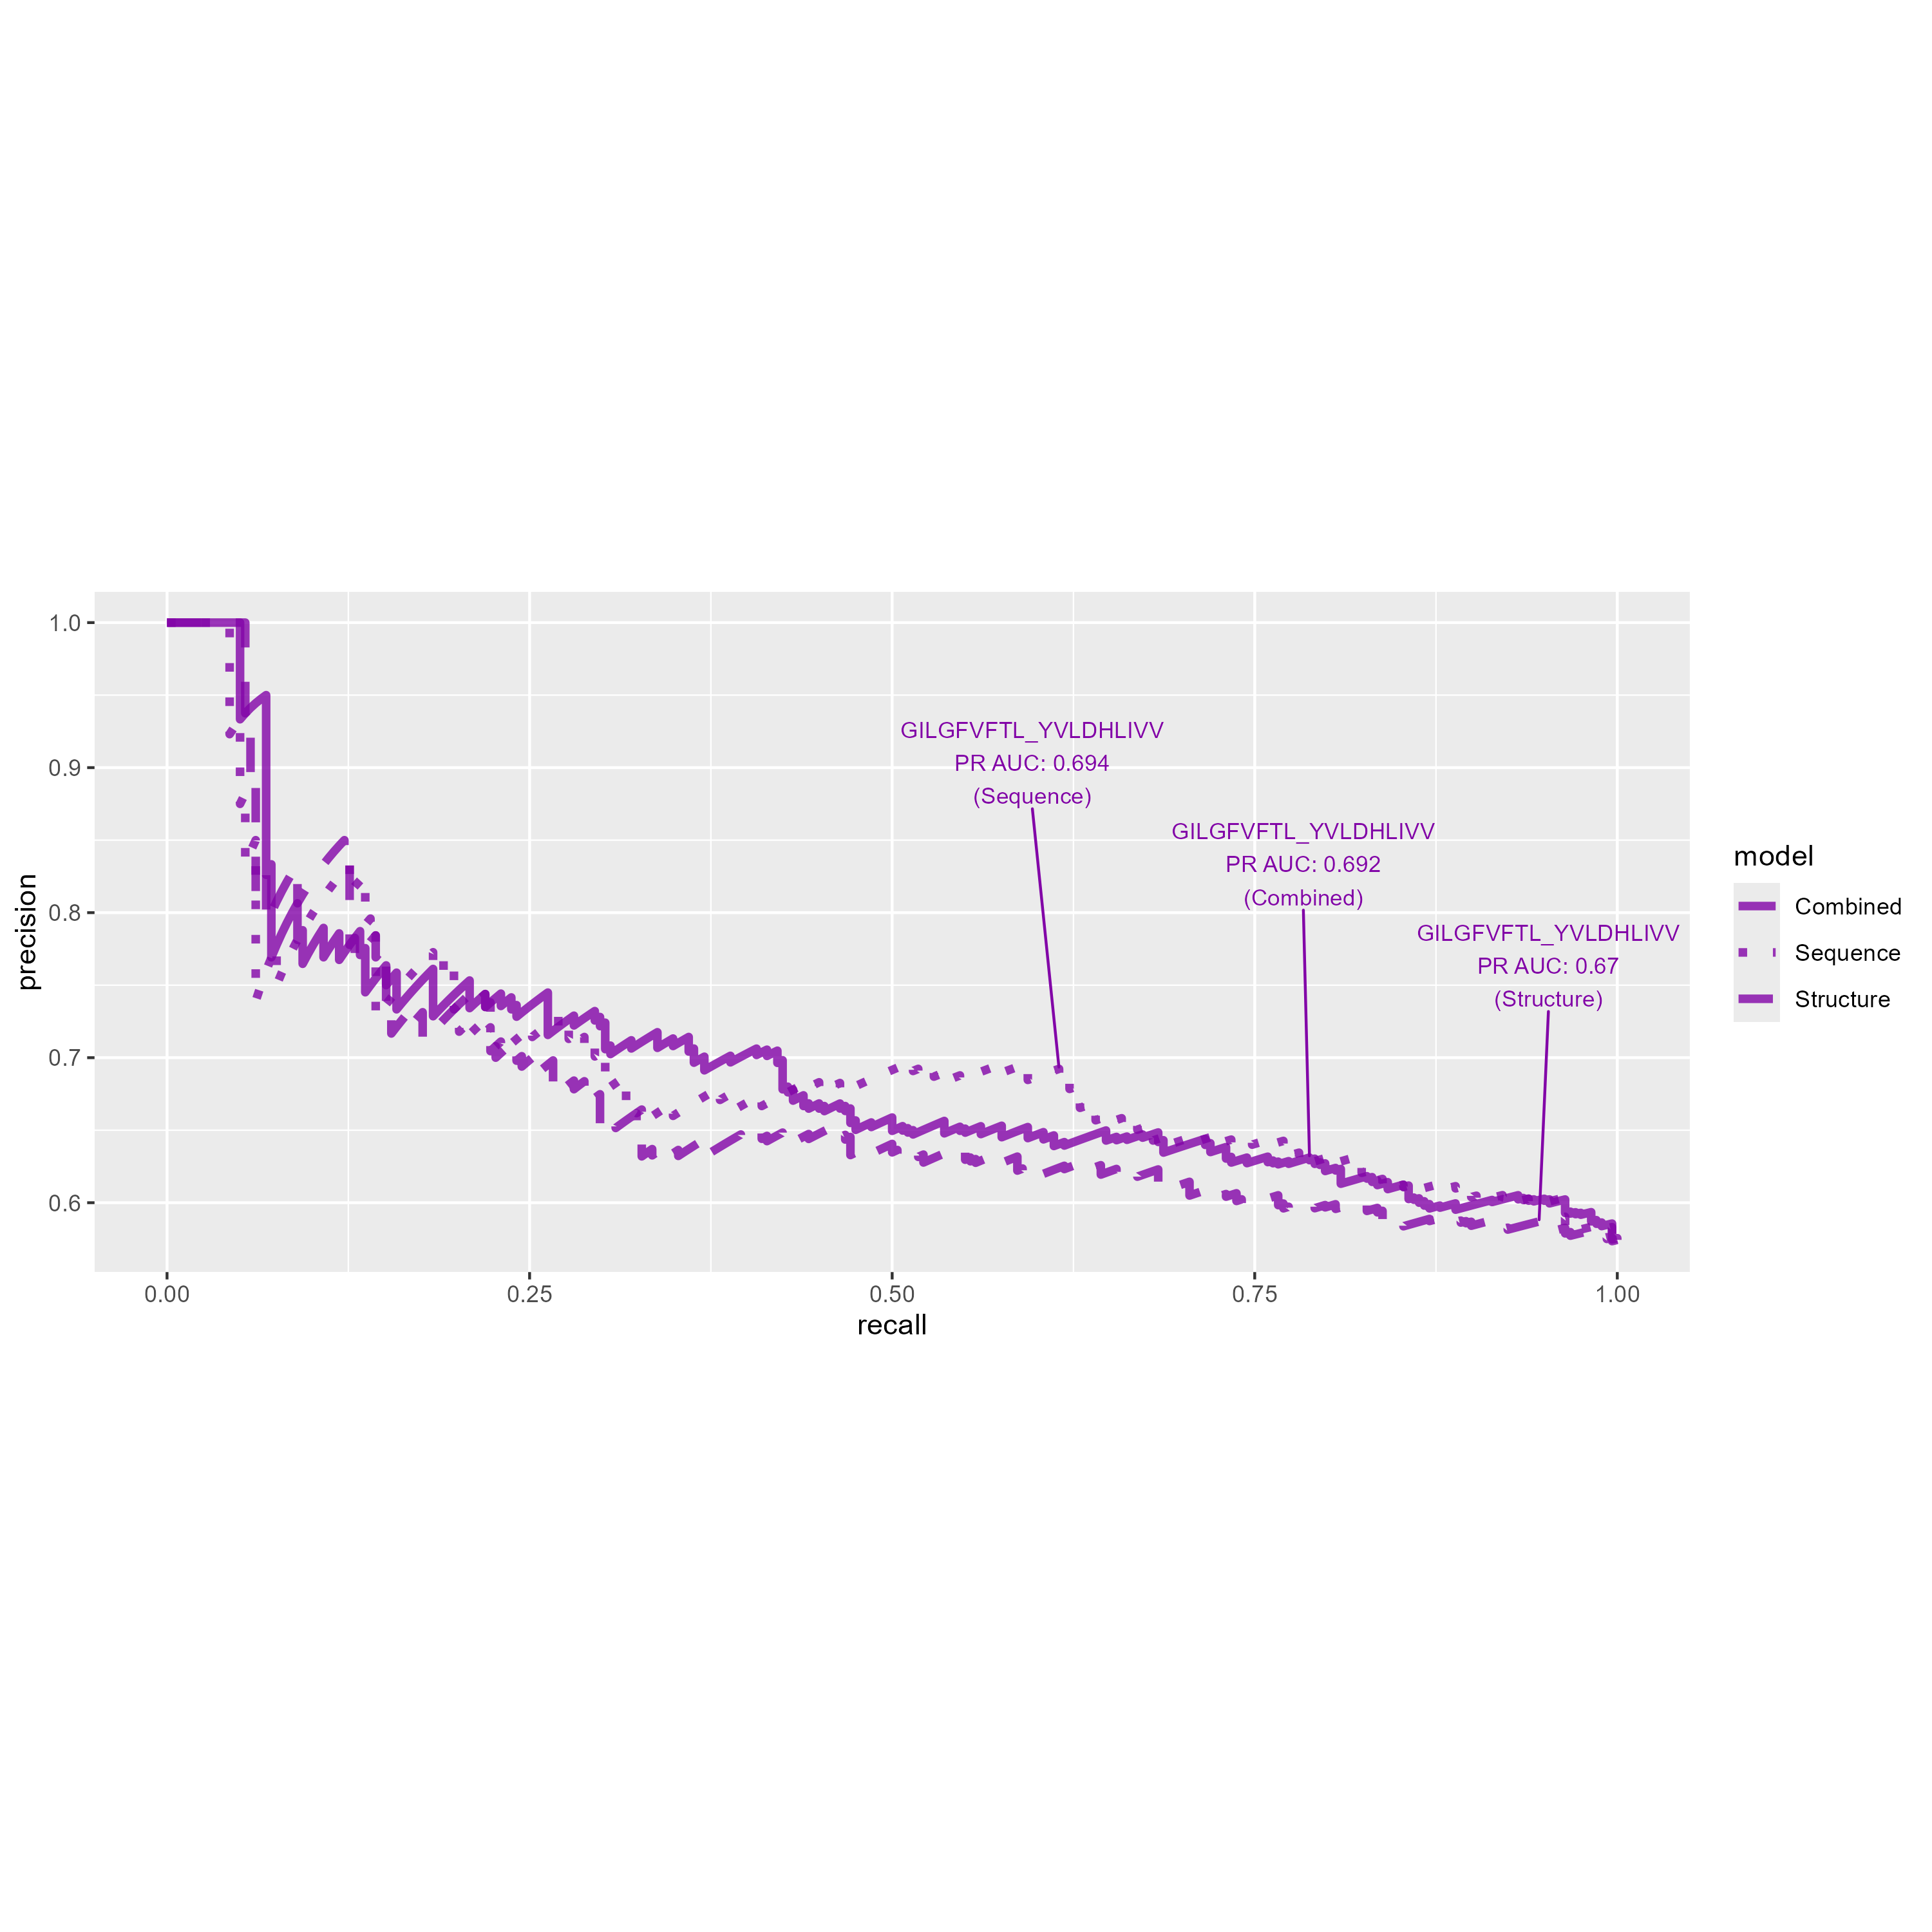 1.0
0.9
0.8
0.7
0.6
precision
GILGFVFTL_YVLDHLIVV
PR AUC: 0.694
(Sequence)
GILGFVFTL_YVLDHLIVV
PR AUC: 0.692
(Combined)
GILGFVFTL_YVLDHLIVV
PR AUC: 0.67
(Structure)
0.00
0.25
0.50
0.75
1.00
recall
model
Combined
Sequence
Structure